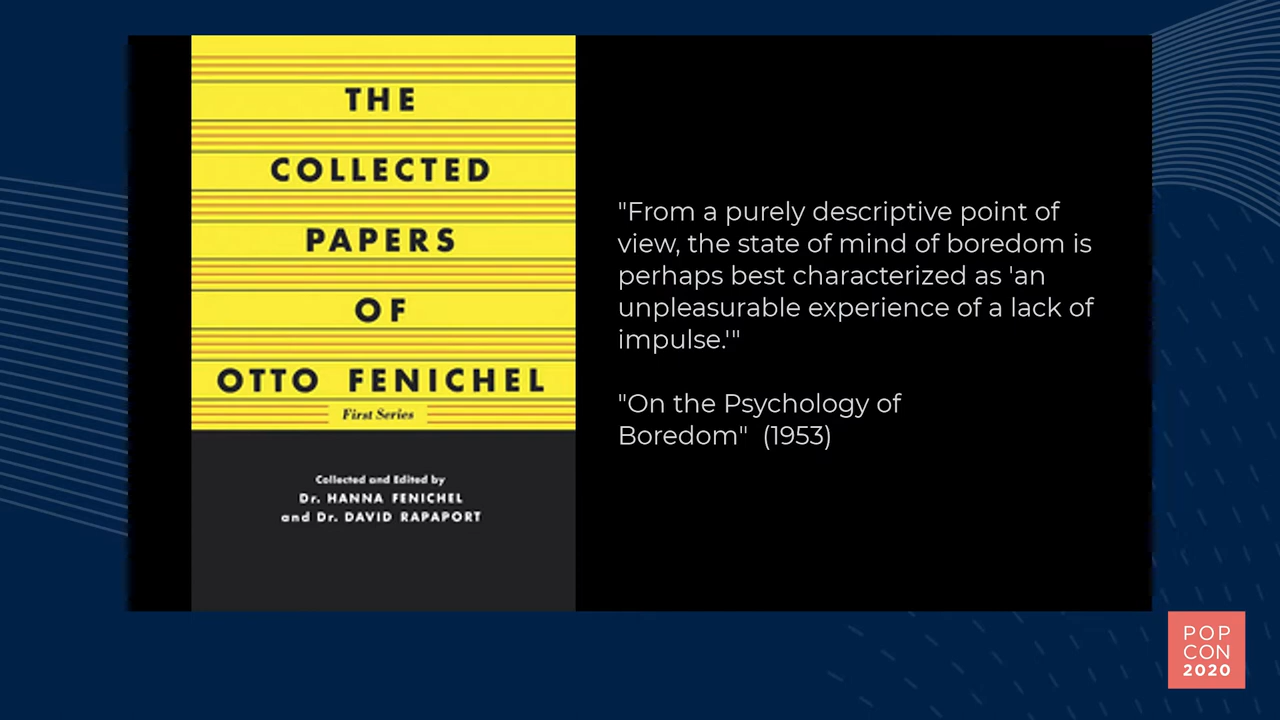 THE
COLLECTED
PAPERS
OF
OTTO FENICHEL
First Series
Collected and Edited by
Dr. HANNA FENICHEL
and Dr. DAVID RAPAPORT
"From a purely descriptive point of
view, the state of mind of boredom is
perhaps best characterized as 'an
unpleasurable experience of a lack of
impulse.'"
"On the Psychology of
Boredom"  (1953)
POP
CON
2020